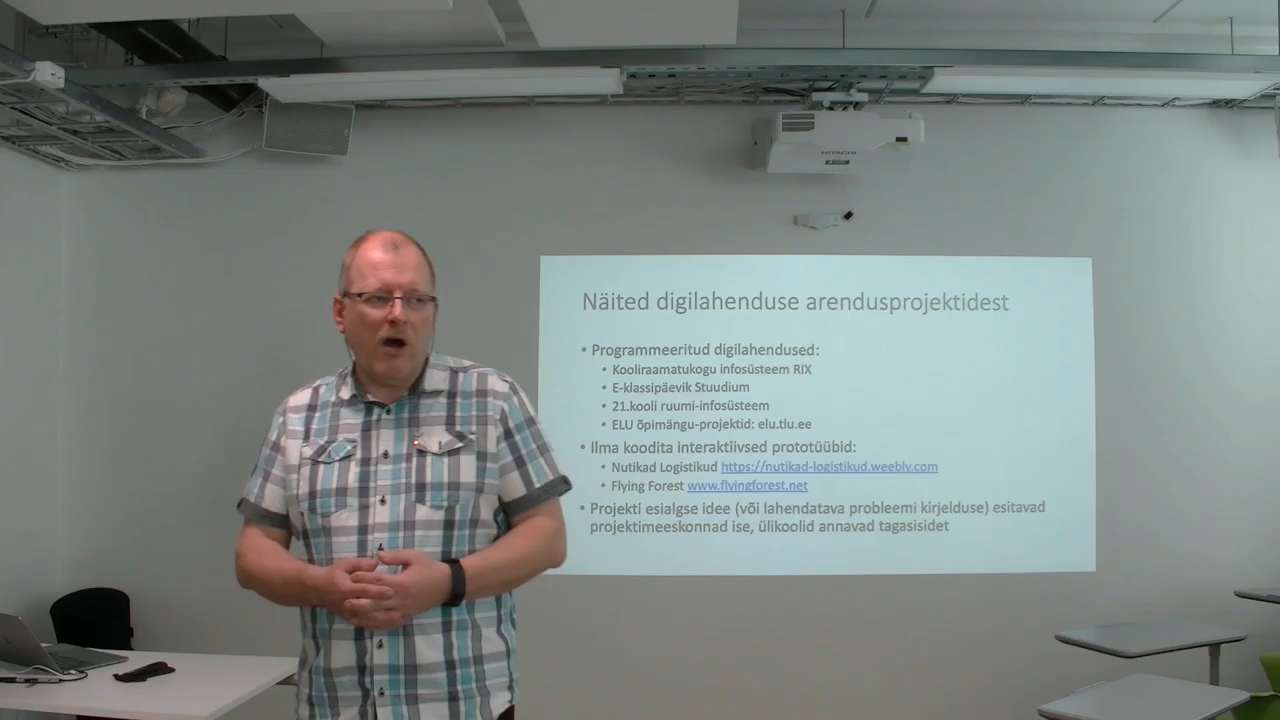 HITACHI
Näited digilahenduse arendusprojektidest
• Programmeeritud digilahendused:
• Kooliraamatukogu infosüsteem RIX
• E-klassipäevik Stuudium
• 21.kooli ruumi-infosüsteem
• ELU õpimängu-projektid: elu.tlu.ee
• Ilma koodita interaktiivsed prototüübid:
• Nutikad Logistikud https://nutikad-logistikud.weebly.com
• Flying Forest www.flyingforest.net
• Projekti esialgse idee (või lahendatava probleemi kirjelduse) esitavad
projektimeeskonnad ise, ülikoolid annavad tagasisidet